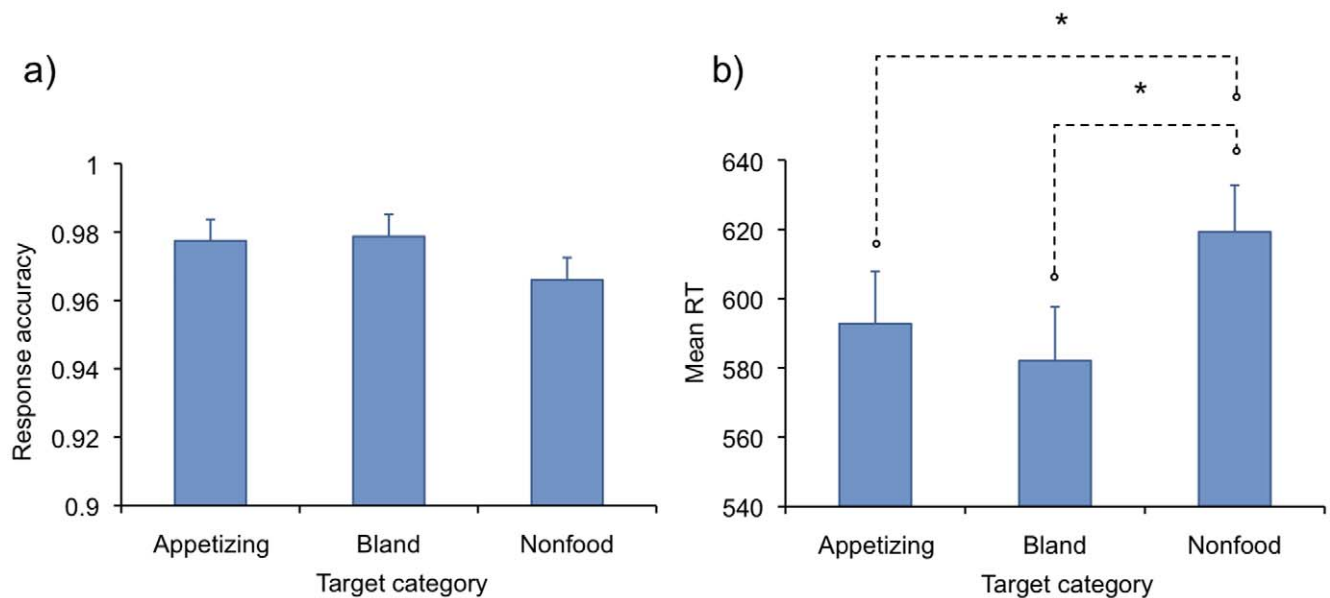 a)
Response accuracy
1
0.98
0.96
0.94
0.92
0.9
Appetizing Bland Nonfood
Target category
b)
*
*
Mean RT
640
620
600
580
560
540
Appetizing Bland Nonfood
Target category